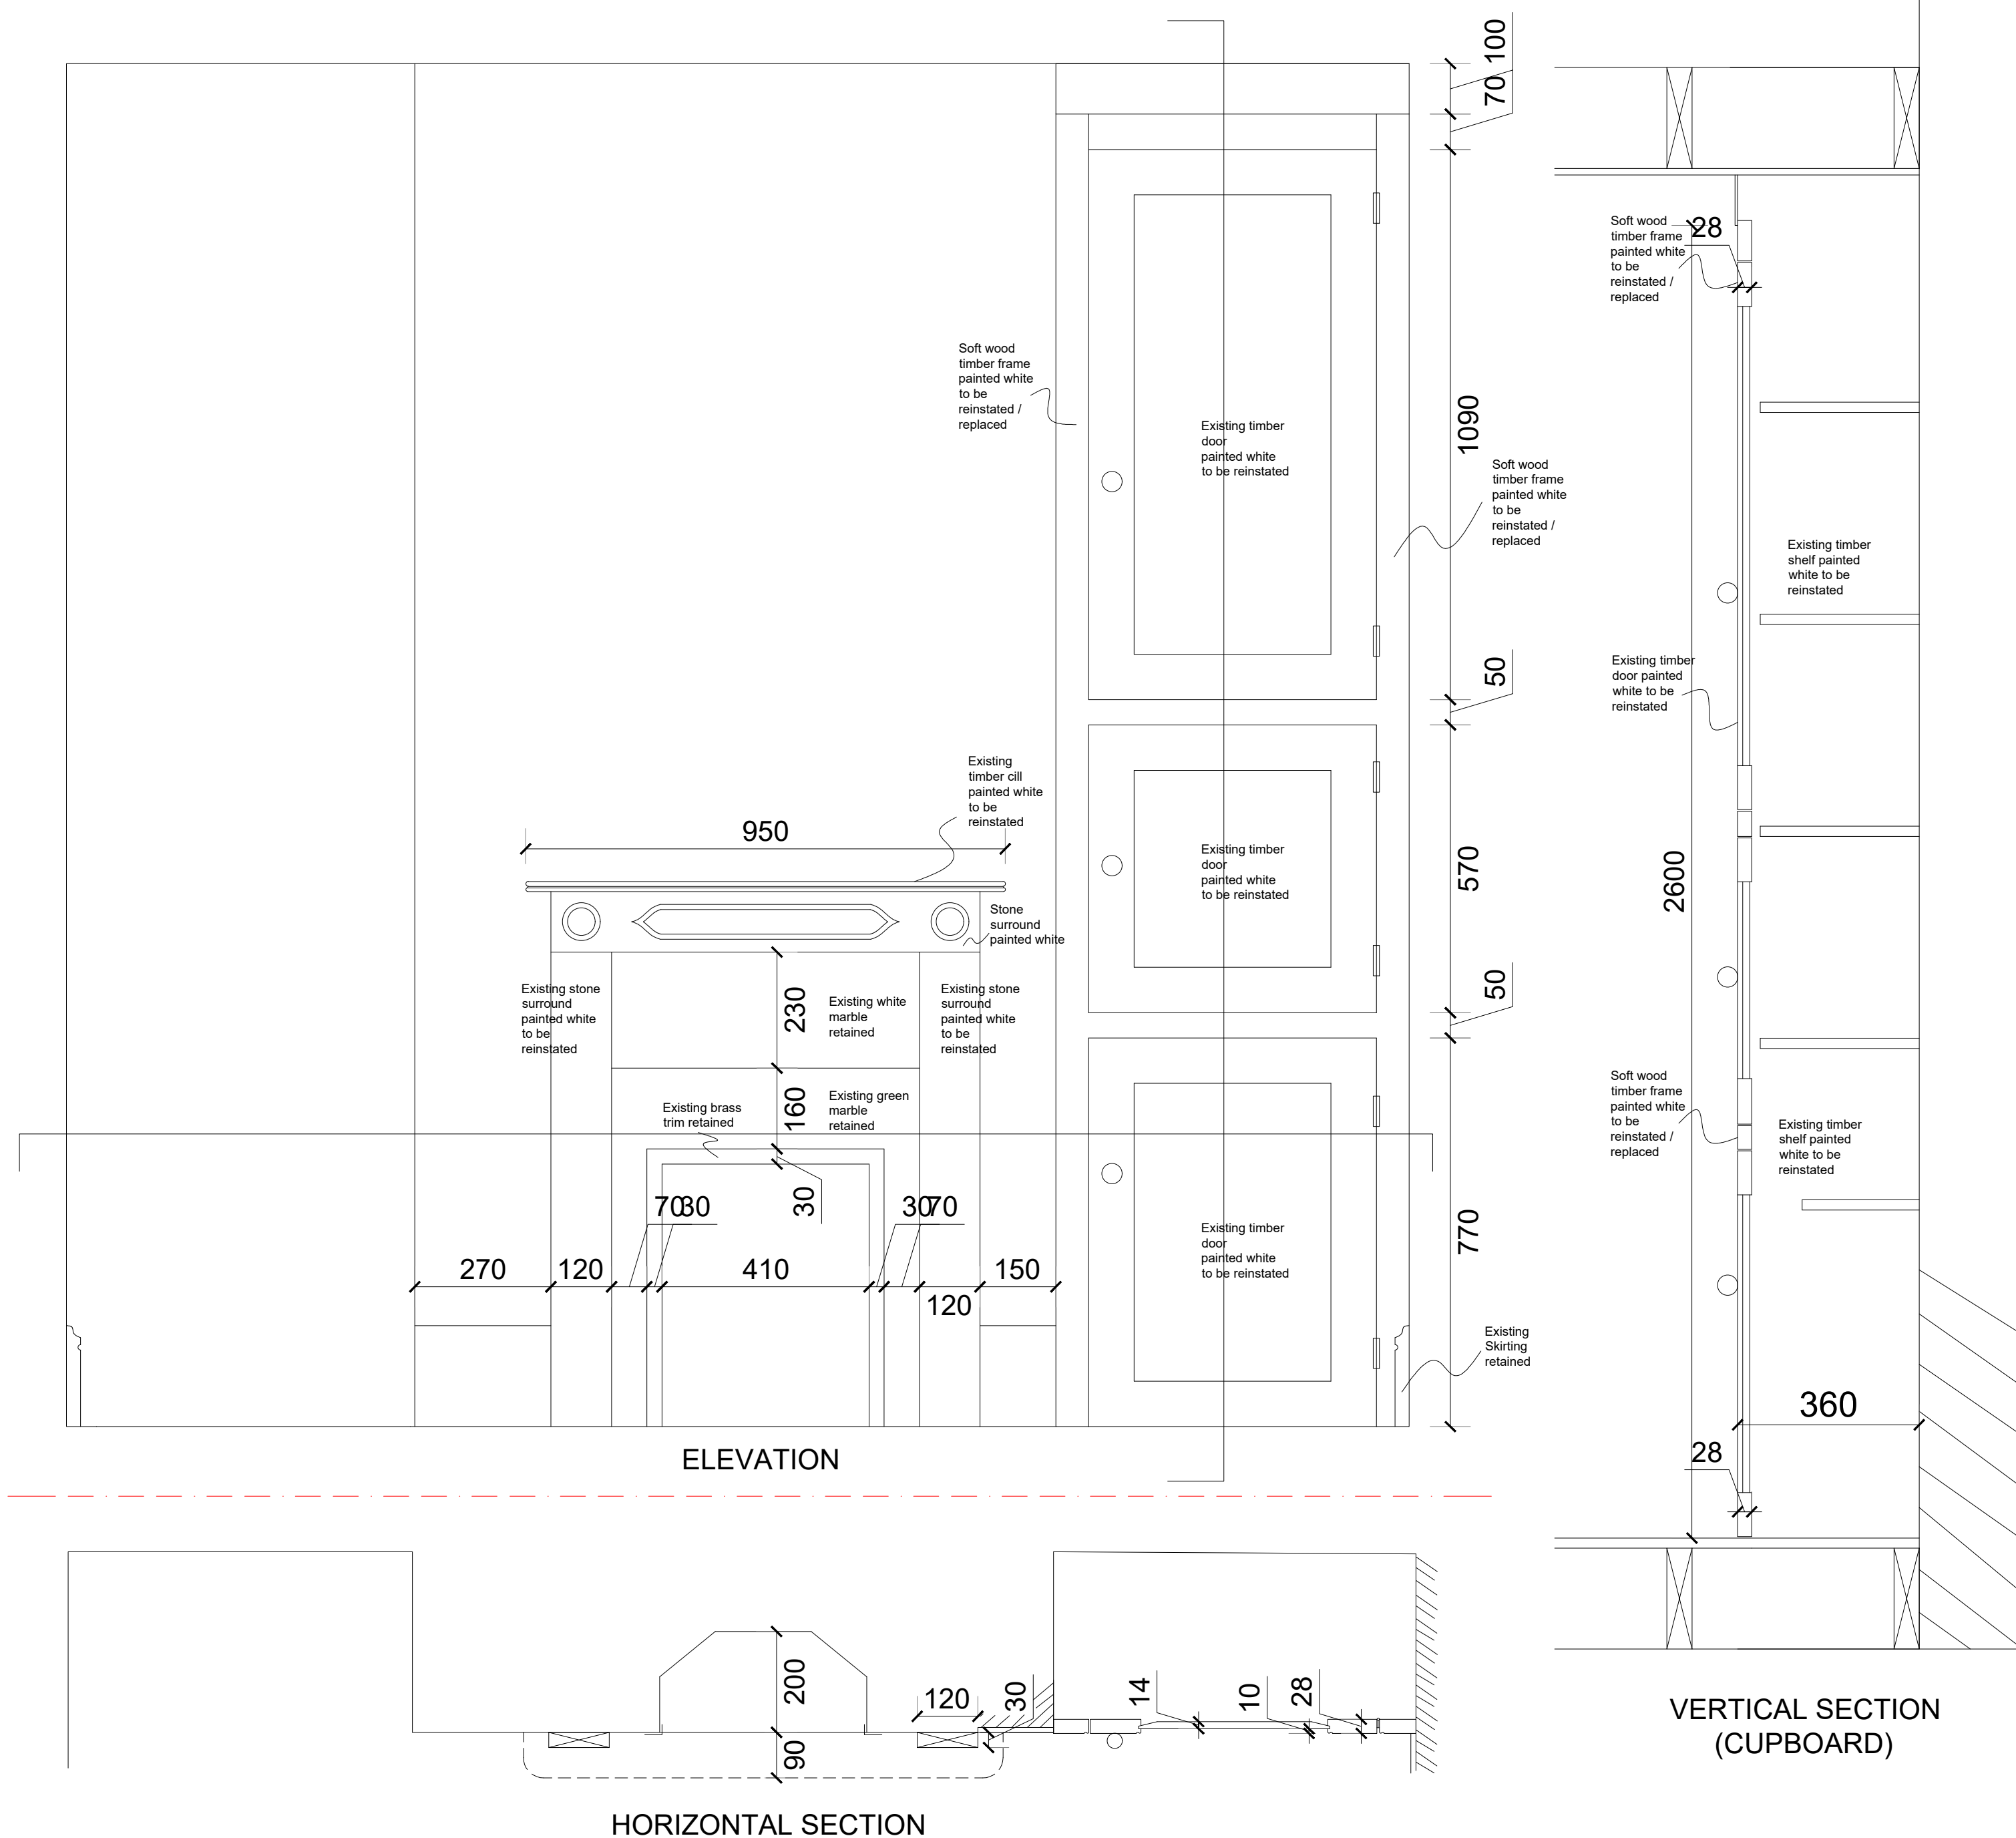 100
70
Soft wood
timber frame
painted white
to be
reinstated /
replaced
28
Soft wood
timber frame
painted white
to be
reinstated /
replaced
Existing timber
door
painted white
to be reinstated
1090
Soft wood
timber frame
painted white
to be
reinstated /
replaced
Existing timber
shelf painted
white to be
reinstated
50
Existing timber
door painted
white to be
reinstated
Existing
timber cill
painted white
to be
reinstated
950
Existing timber
door
painted white
to be reinstated
570
2600
Stone
surround
painted white
Existing stone
surround
painted white
to be
reinstated
230
Existing white
marble
retained
Existing stone
surround
painted white
to be
reinstated
50
Existing brass
trim retained
160
Existing green
marble
retained
Soft wood
timber frame
painted white
to be
reinstated /
replaced
Existing timber
shelf painted
white to be
reinstated
70
30
30
30
70
Existing timber
door
painted white
to be reinstated
770
270
120
410
120
150
Existing
Skirting
retained
360
28
ELEVATION
200
90
120
30
14
10
28
HORIZONTAL SECTION
VERTICAL SECTION
(CUPBOARD)